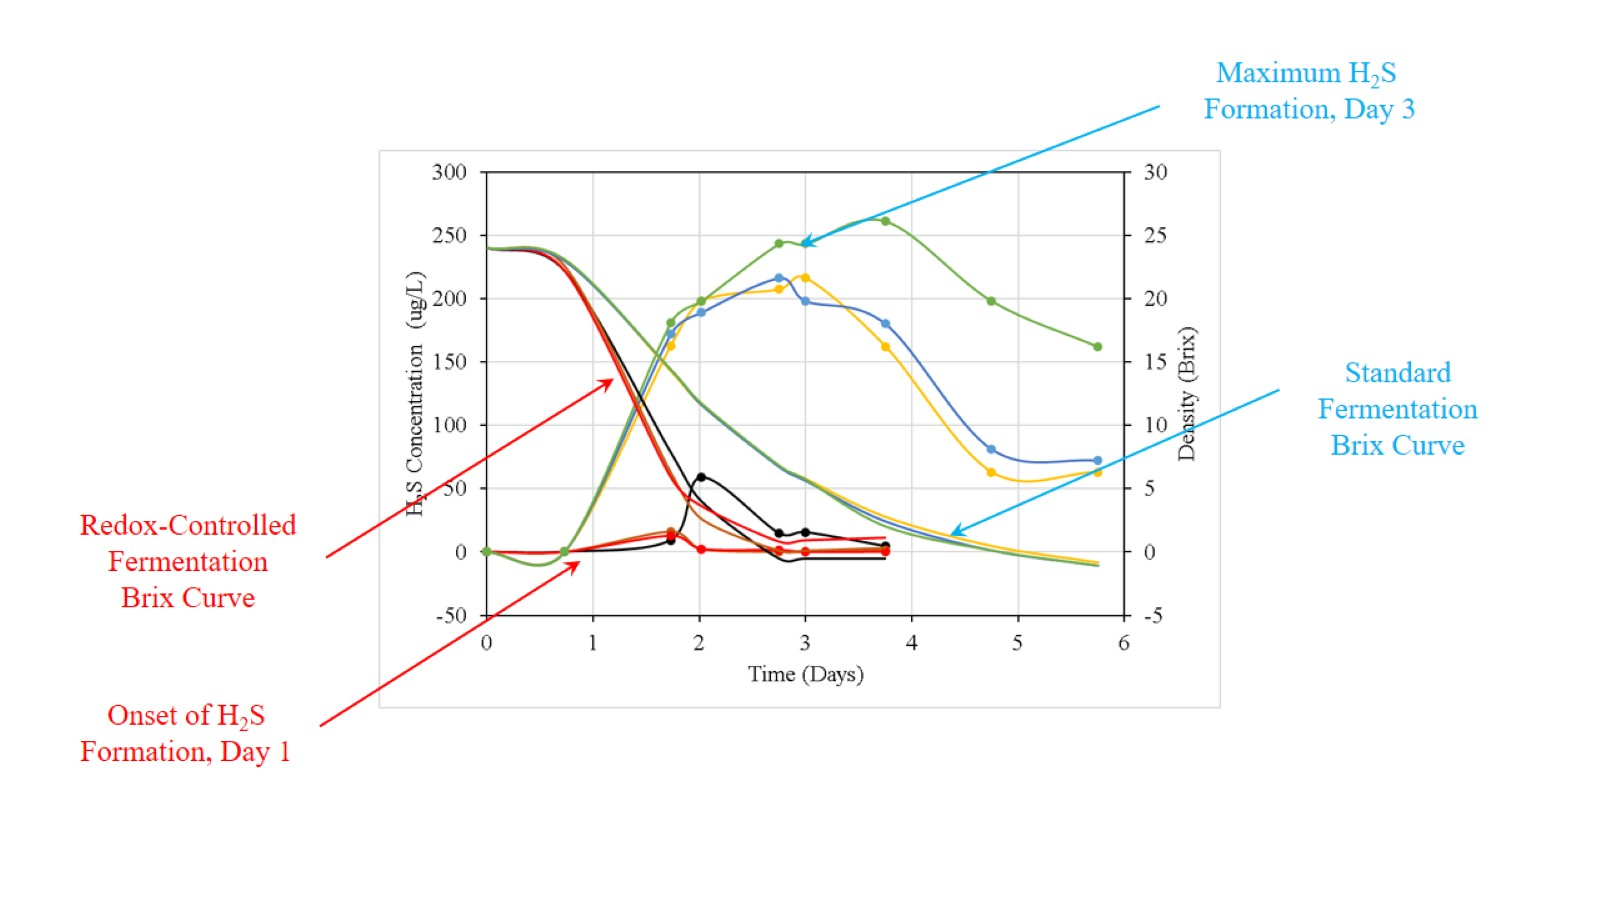 Maximum H₂S
Formation, Day 3
300
250
200
150
100
50
0
-50
H₂S Concentration (ug/L)
30
25
20
15
10
5
0
-5
Density (Brix)
0 1 2 3 4 5 6
Time (Days)
Standard
Fermentation
Brix Curve
Redox-Controlled
Fermentation
Brix Curve
Onset of H₂S
Formation, Day 1